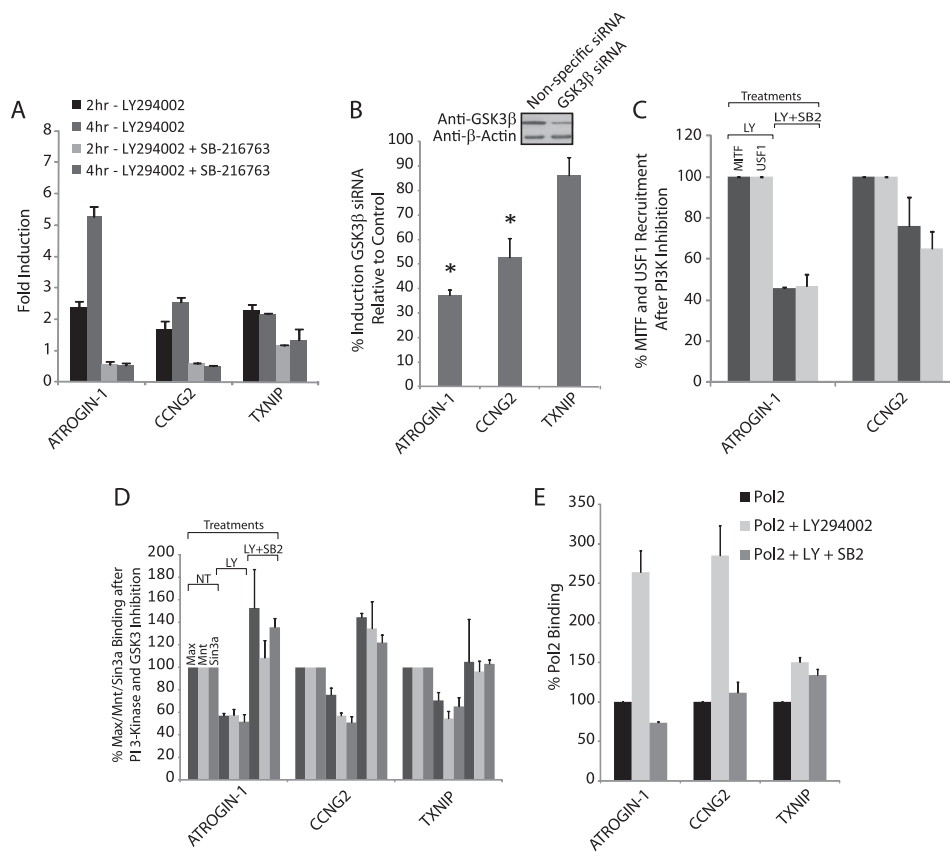 A
2hr - LY294002
4hr - LY294002
2hr - LY294002 + SB-216763
4hr - LY294002 + SB-216763
Fold Induction
7
6
5
4
3
2
1
0
ATROGIN-1
CCNG2
TXNIP
B
Non-specific siRNA
GSK3β siRNA
Anti-GSK3β
Anti-β-Actin
% Induction GSK3β siRNA
Relative to Control
100
90
80
70
60
50
40
30
20
10
0
*
*
ATROGIN-1
CCNG2
TXNIP
C
Treatments
LY
LY+SB2
MITF
USF1
% MITF and USF1 Recruitment
After PI3K Inhibition
120
100
80
60
40
20
0
ATROGIN-1
CCNG2
D
Treatments
LY+SB2
LY
NT
Max
Mnt
Sin3a
% Max/Mnt/Sin3a Binding after
PI 3-Kinase and GSK3 Inhibition
200
180
160
140
120
100
80
60
40
20
0
ATROGIN-1
CCNG2
TXNIP
E
Pol2
Pol2 + LY294002
Pol2 + LY + SB2
% Pol2 Binding
350
300
250
200
150
100
50
0
ATROGIN-1
CCNG2
TXNIP